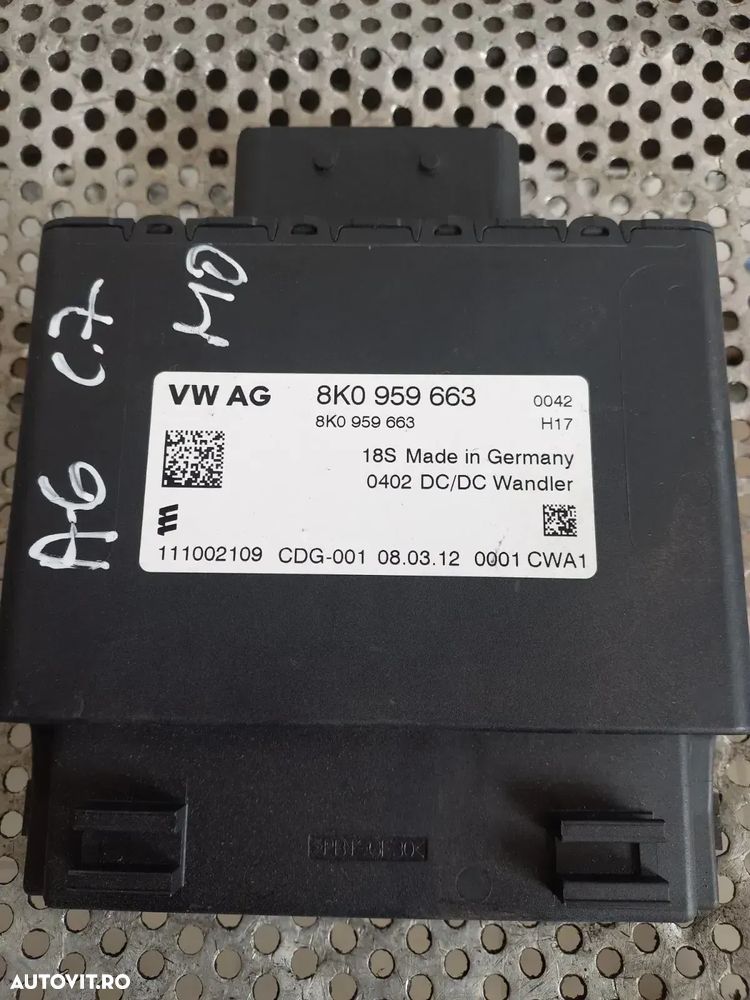 A6 C.7
MD
VW AG 8K0 959 663 0042
8K0 959 663 H17
18S Made in Germany
0402 DC/DC Wandler
111002109 CDG-001 08.03.12 0001 CWA1
AUTOVIT.RO